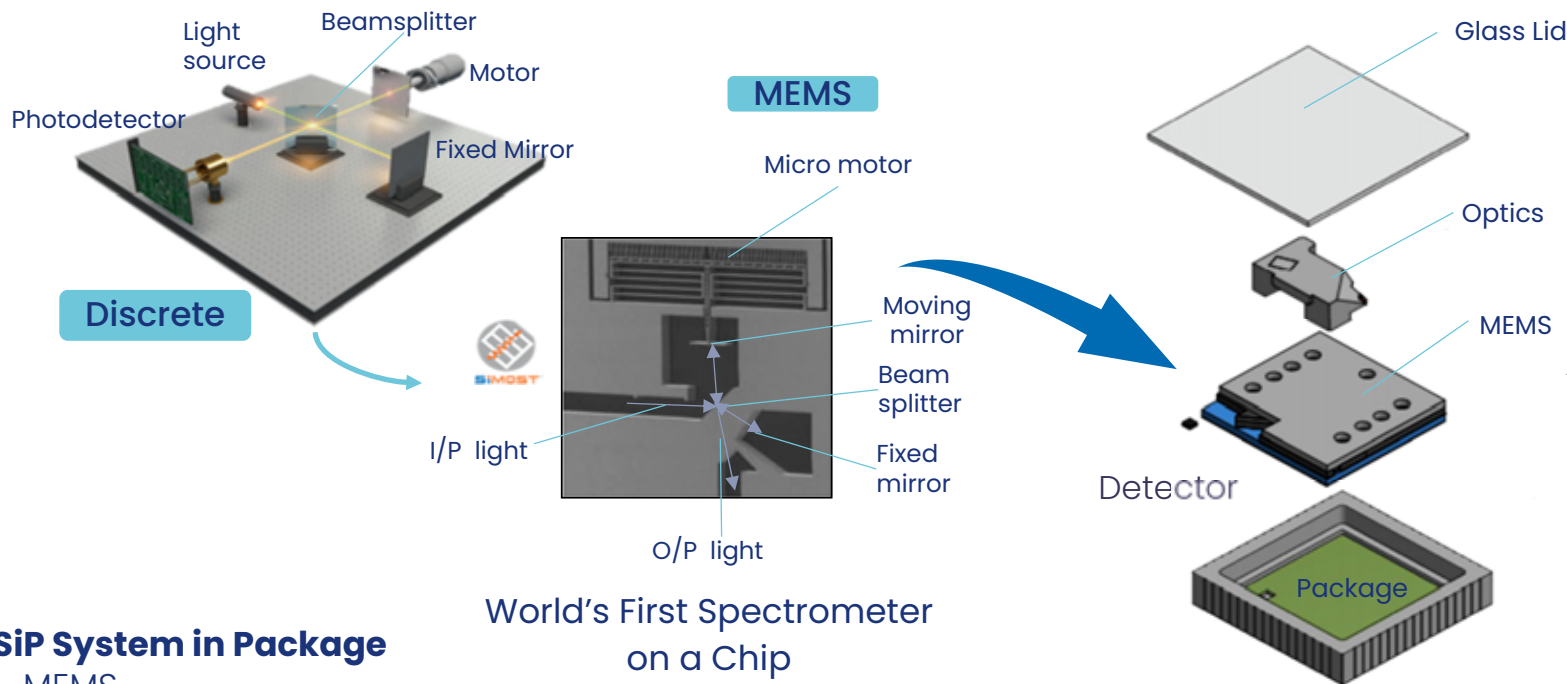 Beamsplitter
Light
source
Motor
Photodetector
Fixed Mirror
Discrete
MEMS
Micro motor
Moving
mirror
Beam
splitter
I/P light
Fixed
mirror
O/P light
SiMOST
World's First Spectrometer
on a Chip
Glass Lid
Optics
MEMS
Detector
Package
SiP System in Package
MEMS